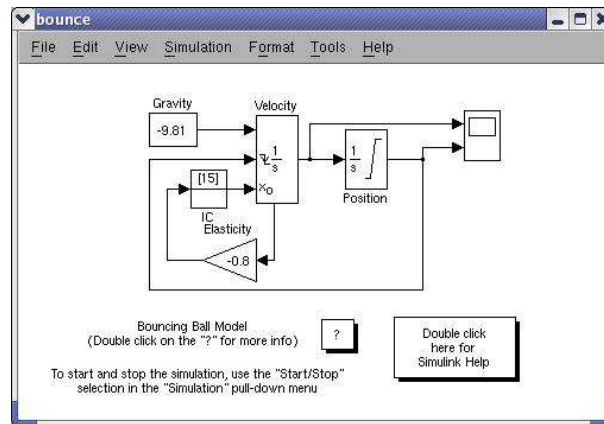 bounce
File Edit View Simulation Format Tools Help
Gravity
Velocity
-9.81
1
s
x0
[15]
IC
Elasticity
-0.8
1
s
Position
Bouncing Ball Model
(Double click on the "?" for more info)
?
Double click
here for
Simulink Help
To start and stop the simulation, use the "Start/Stop"
selection in the "Simulation" pull-down menu